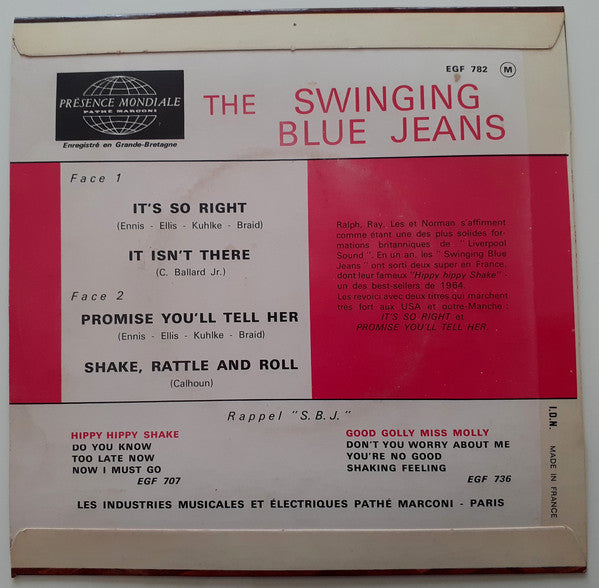 EGF 782 M
PRÉSENCE MONDIALE
PATHÉ MARCONI
Enregistré en Grande-Bretagne
THE SWINGING
BLUE JEANS
Face 1
IT'S SO RIGHT
(Ennis - Ellis - Kuhlke - Braid)
IT ISN'T THERE
(C. Ballard Jr.)
Face 2
PROMISE YOU'LL TELL HER
(Ennis - Ellis - Kuhlke - Braid)
SHAKE, RATTLE AND ROLL
(Calhoun)
Ralph, Ray, Les et Norman s'affirment
comme étant une des plus solides for-
mations britanniques de " Liverpool
Sound ". En un an, les " Swinging Blue
Jeans " ont sorti deux super en France,
dont leur fameux "Hippy hippy Shake" -
un des best-sellers de 1964.
Les revoici avec deux titres qui marchent
très fort aux USA et outre-Manche :
IT'S SO RIGHT et
PROMISE YOU'LL TELL HER.
Rappel "S.B.J."
HIPPY HIPPY SHAKE
DO YOU KNOW
TOO LATE NOW
NOW I MUST GO
EGF 707
GOOD GOLLY MISS MOLLY
DON'T YOU WORRY ABOUT ME
YOU'RE NO GOOD
SHAKING FEELING
EGF 736
LES INDUSTRIES MUSICALES ET ÉLECTRIQUES PATHÉ MARCONI - PARIS
I.D.N. MADE IN FRANCE